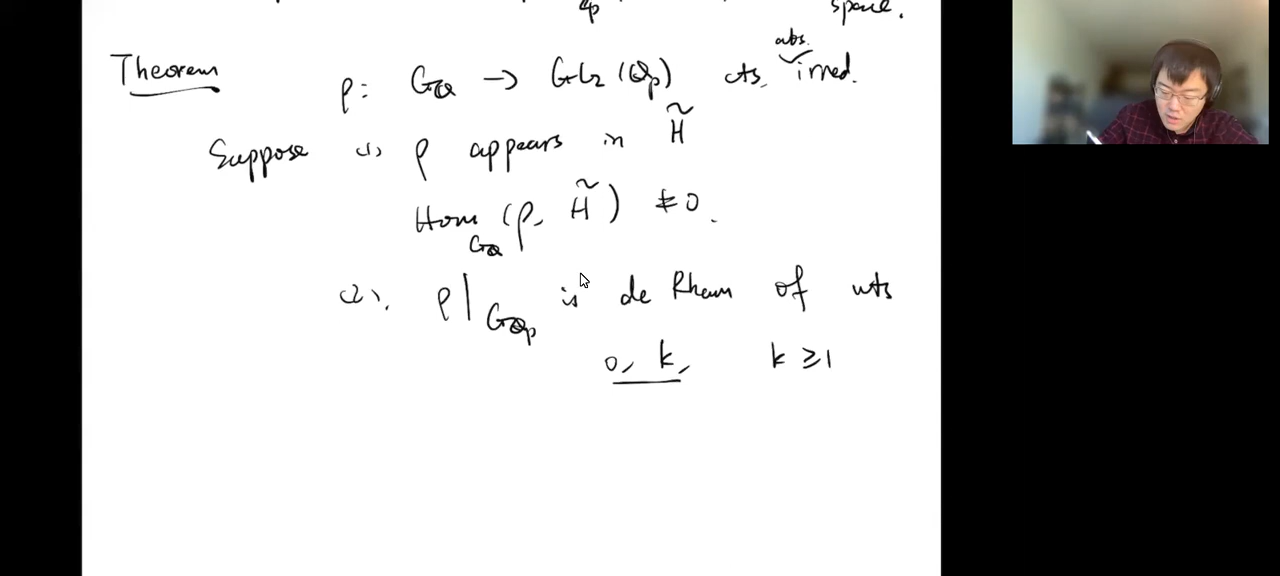 p space.
Theorem ρ: G_Q → GL₂(Q_p) cts, abs. irred.
Suppose (1) ρ appears in H̃
Hom_{G_Q} (ρ, H̃) ≠ 0.
(2). ρ|_{G_{Q_p}} is de Rham of wts
0, k, k ≥ 1